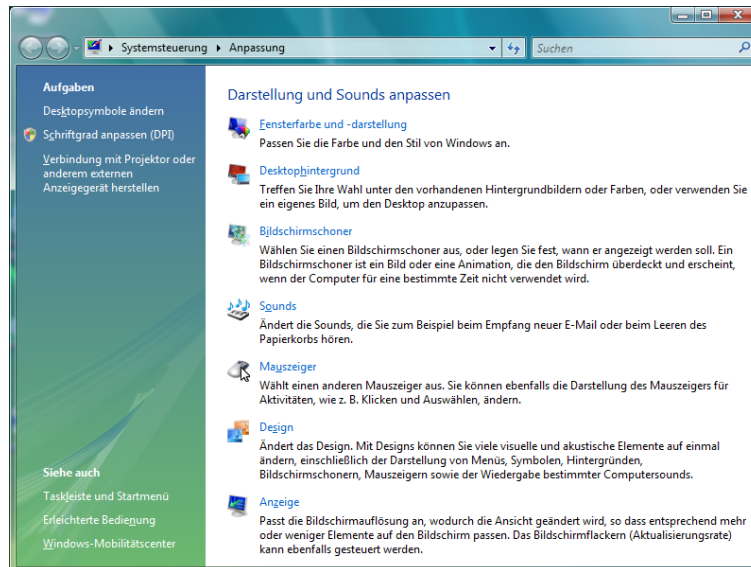 Systemsteuerung ▸ Anpassung
Suchen
Aufgaben
Desktopsymbole ändern
Schriftgrad anpassen (DPI)
Verbindung mit Projektor oder
anderem externen
Anzeigegerät herstellen
Darstellung und Sounds anpassen
Fensterfarbe und -darstellung
Passen Sie die Farbe und den Stil von Windows an.
Desktophintergrund
Treffen Sie Ihre Wahl unter den vorhandenen Hintergrundbildern oder Farben, oder verwenden Sie
ein eigenes Bild, um den Desktop anzupassen.
Bildschirmschoner
Wählen Sie einen Bildschirmschoner aus, oder legen Sie fest, wann er angezeigt werden soll. Ein
Bildschirmschoner ist ein Bild oder eine Animation, die den Bildschirm überdeckt und erscheint,
wenn der Computer für eine bestimmte Zeit nicht verwendet wird.
Sounds
Ändert die Sounds, die Sie zum Beispiel beim Empfang neuer E-Mail oder beim Leeren des
Papierkorbs hören.
Mauszeiger
Wählt einen anderen Mauszeiger aus. Sie können ebenfalls die Darstellung des Mauszeigers für
Aktivitäten, wie z. B. Klicken und Auswählen, ändern.
Design
Ändert das Design. Mit Designs können Sie viele visuelle und akustische Elemente auf einmal
ändern, einschließlich der Darstellung von Menüs, Symbolen, Hintergründen,
Bildschirmschonern, Mauszeigern sowie der Wiedergabe bestimmter Computersounds.
Anzeige
Passt die Bildschirmauflösung an, wodurch die Ansicht geändert wird, so dass entsprechend mehr
oder weniger Elemente auf den Bildschirm passen. Das Bildschirmflackern (Aktualisierungsrate)
kann ebenfalls gesteuert werden.
Siehe auch
Taskleiste und Startmenü
Erleichterte Bedienung
Windows-Mobilitätscenter